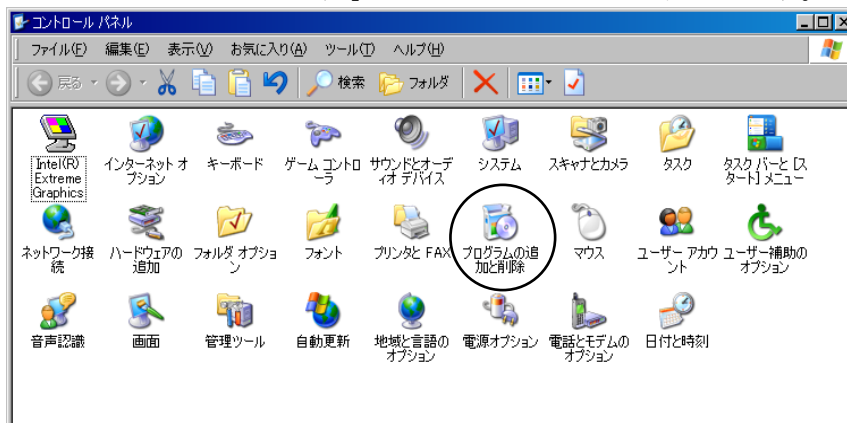 コントロール パネル
ファイル(F) 編集(E) 表示(V) お気に入り(A) ツール(T) ヘルプ(H)
戻る 検索 フォルダ
Intel(R)
Extreme
Graphics
インターネット オ
プション
キーボード
ゲーム コントロ
ーラ
サウンドとオーデ
ィオ デバイス
システム
スキャナとカメラ
タスク
タスク バーと [ス
タート] メニュー
ネットワーク接
続
ハードウェアの
追加
フォルダ オプショ
ン
フォント
プリンタと FAX
プログラムの追
加と削除
マウス
ユーザー アカウ
ント
ユーザー補助の
オプション
音声認識
画面
管理ツール
自動更新
地域と言語の
オプション
電源オプション
電話とモデムの
オプション
日付と時刻